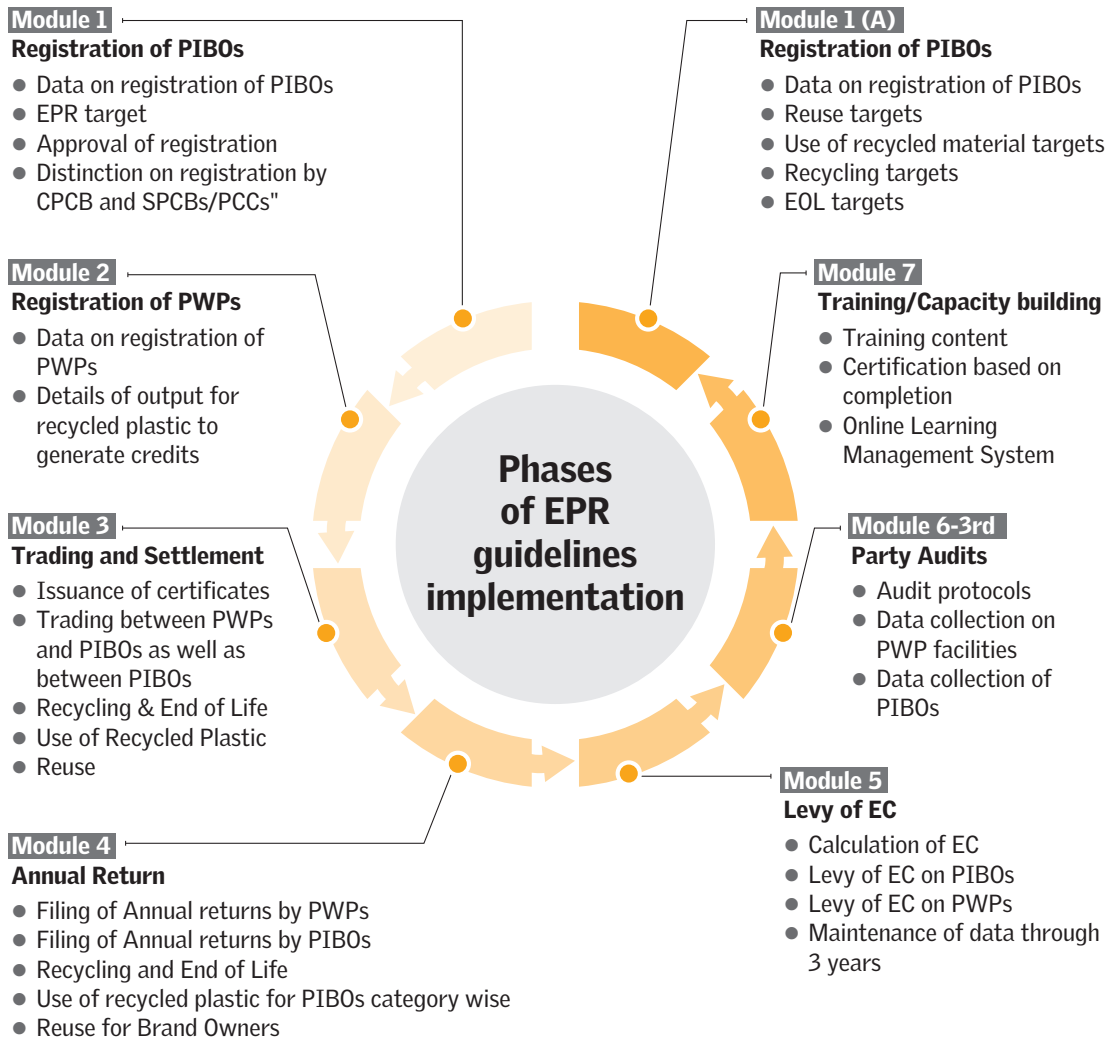 Module 1
Registration of PIBOs
● Data on registration of PIBOs
● EPR target
● Approval of registration
● Distinction on registration by
CPCB and SPCBs/PCCs"
Module 2
Registration of PWPs
● Data on registration of
PWPs
● Details of output for
recycled plastic to
generate credits
Module 3
Trading and Settlement
● Issuance of certificates
● Trading between PWPs
and PIBOs as well as
between PIBOs
● Recycling & End of Life
● Use of Recycled Plastic
● Reuse
Module 4
Annual Return
● Filing of Annual returns by PWPs
● Filing of Annual returns by PIBOs
● Recycling and End of Life
● Use of recycled plastic for PIBOs category wise
● Reuse for Brand Owners
Phases
of EPR
guidelines
implementation
Module 1 (A)
Registration of PIBOs
● Data on registration of PIBOs
● Reuse targets
● Use of recycled material targets
● Recycling targets
● EOL targets
Module 7
Training/Capacity building
● Training content
● Certification based on
completion
● Online Learning
Management System
Module 6-3rd
Party Audits
● Audit protocols
● Data collection on
PWP facilities
● Data collection of
PIBOs
Module 5
Levy of EC
● Calculation of EC
● Levy of EC on PIBOs
● Levy of EC on PWPs
● Maintenance of data through
3 years